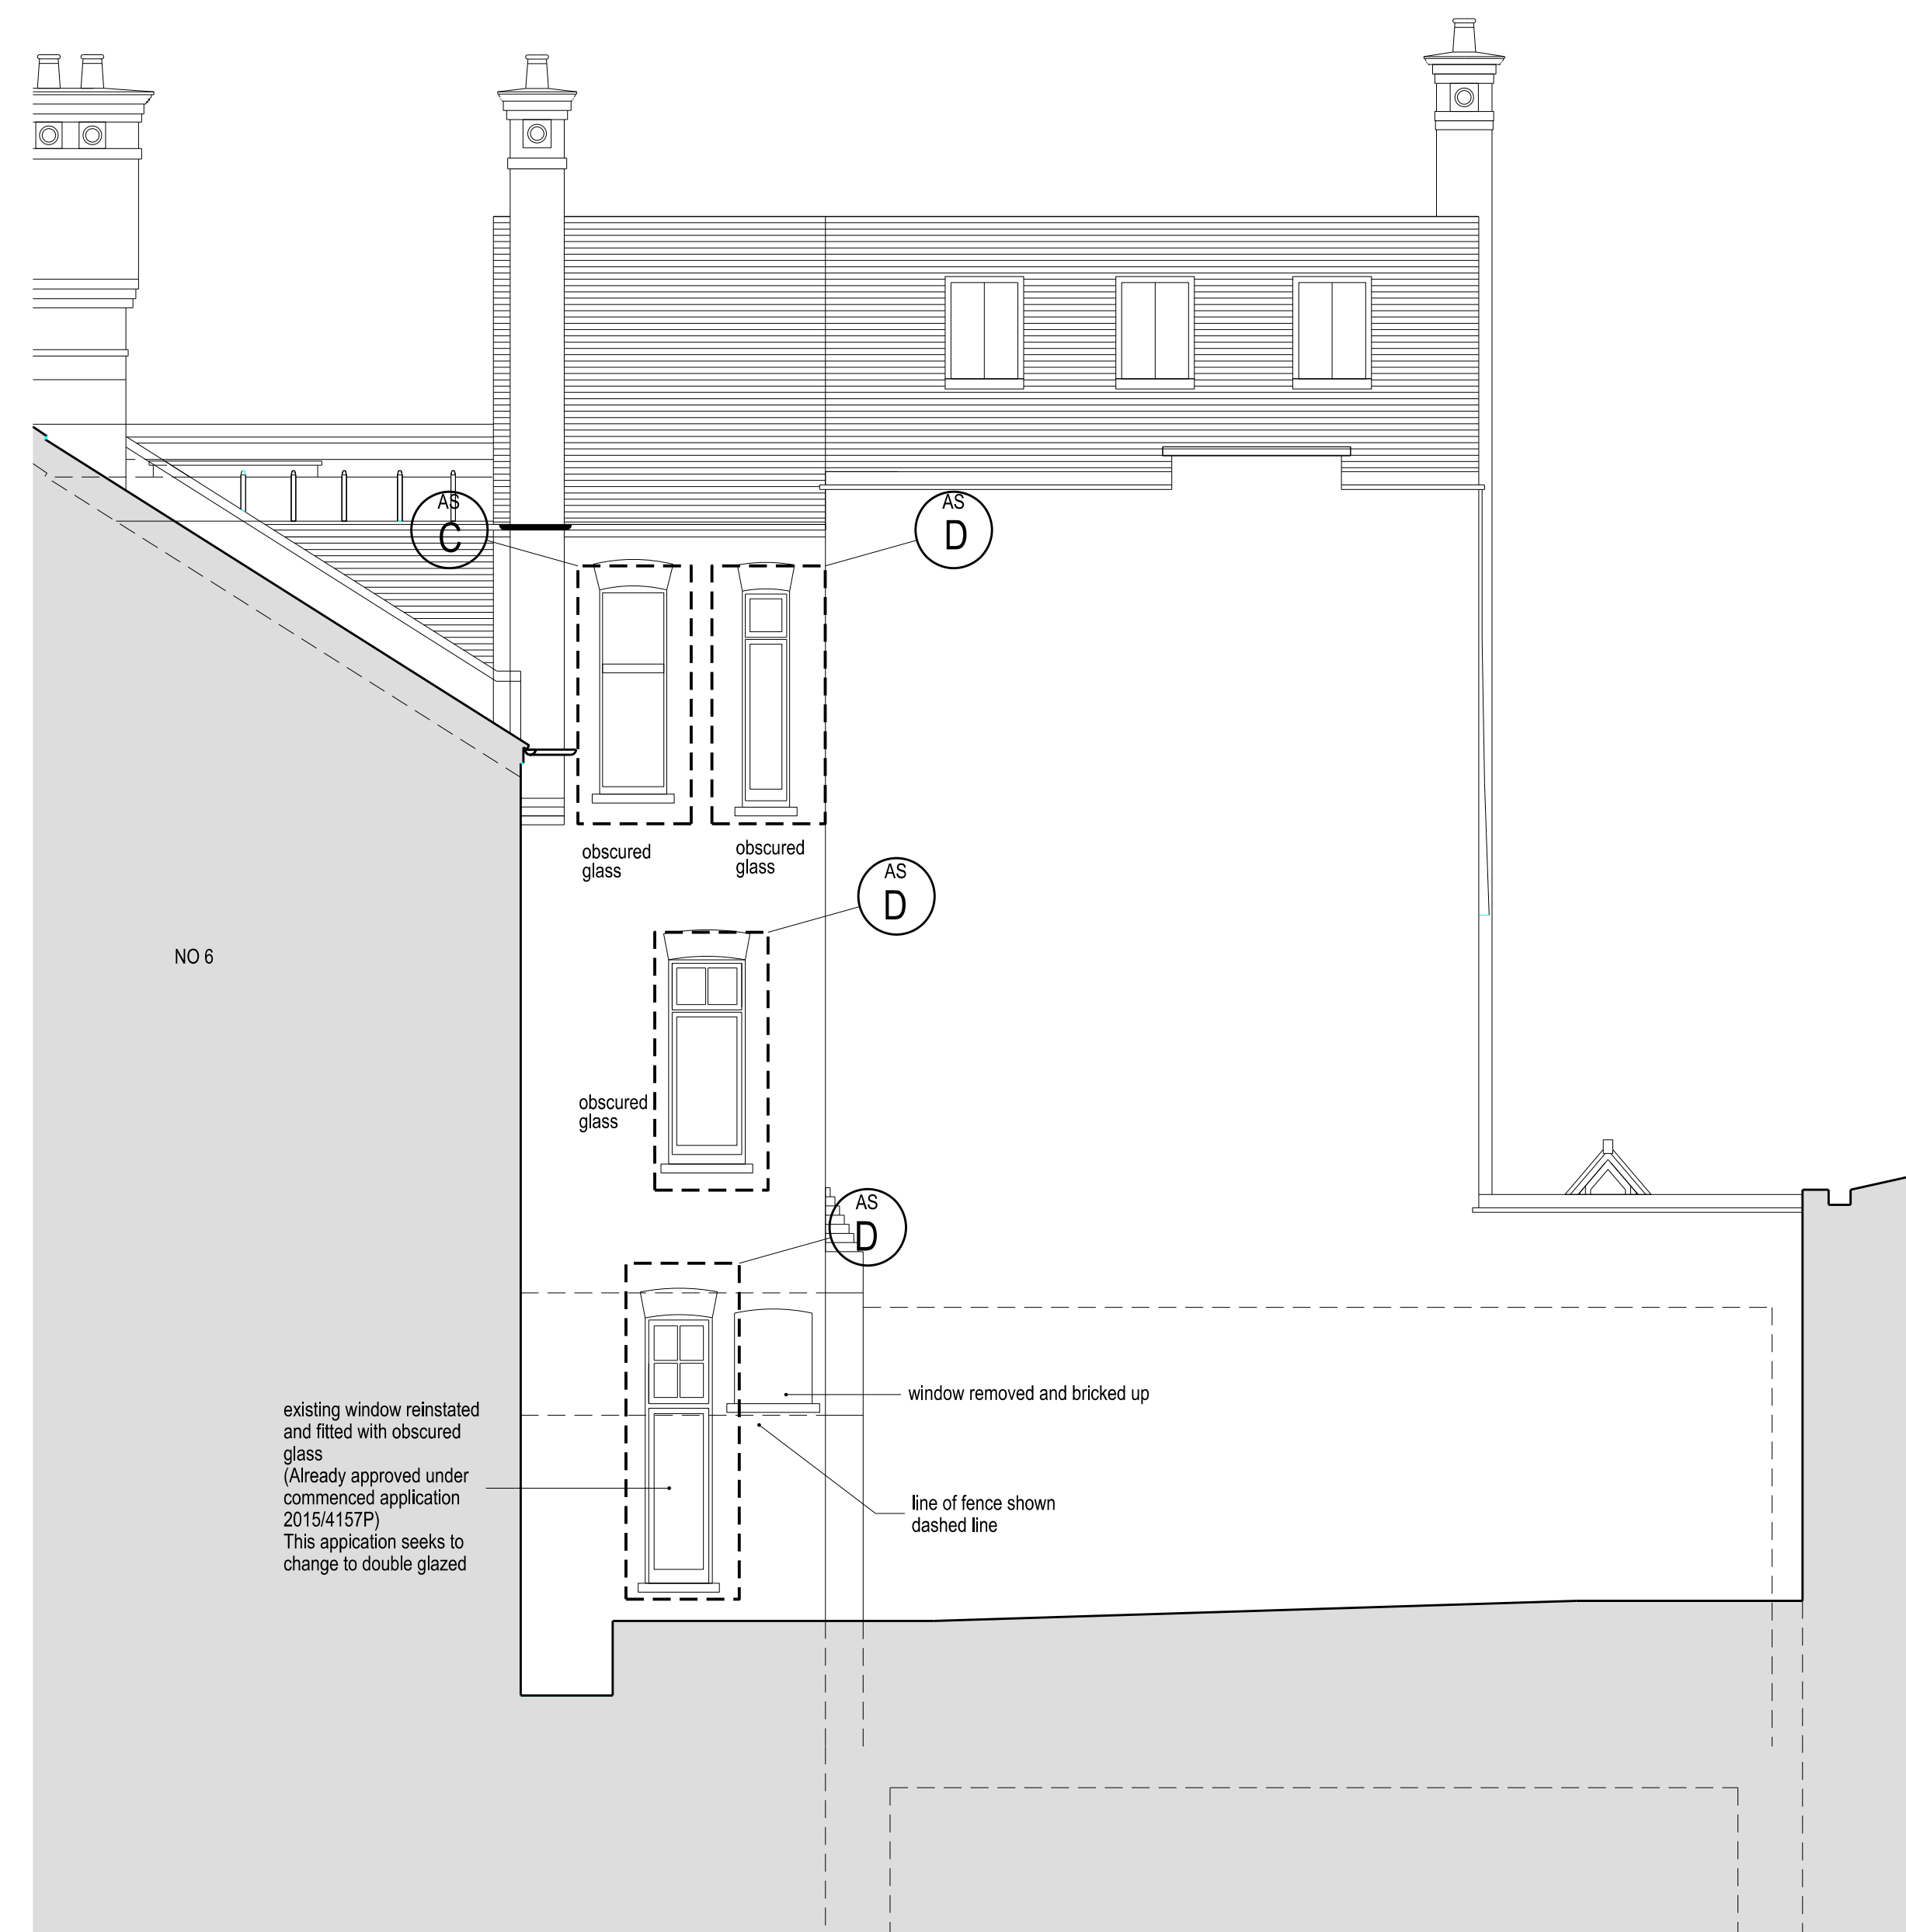 AS
C
AS
D
obscured
glass
obscured
glass
AS
D
NO 6
obscured
glass
AS
D
window removed and bricked up
existing window reinstated
and fitted with obscured
glass
(Already approved under
commenced application
2015/4157P)
This appication seeks to
change to double glazed
line of fence shown
dashed line